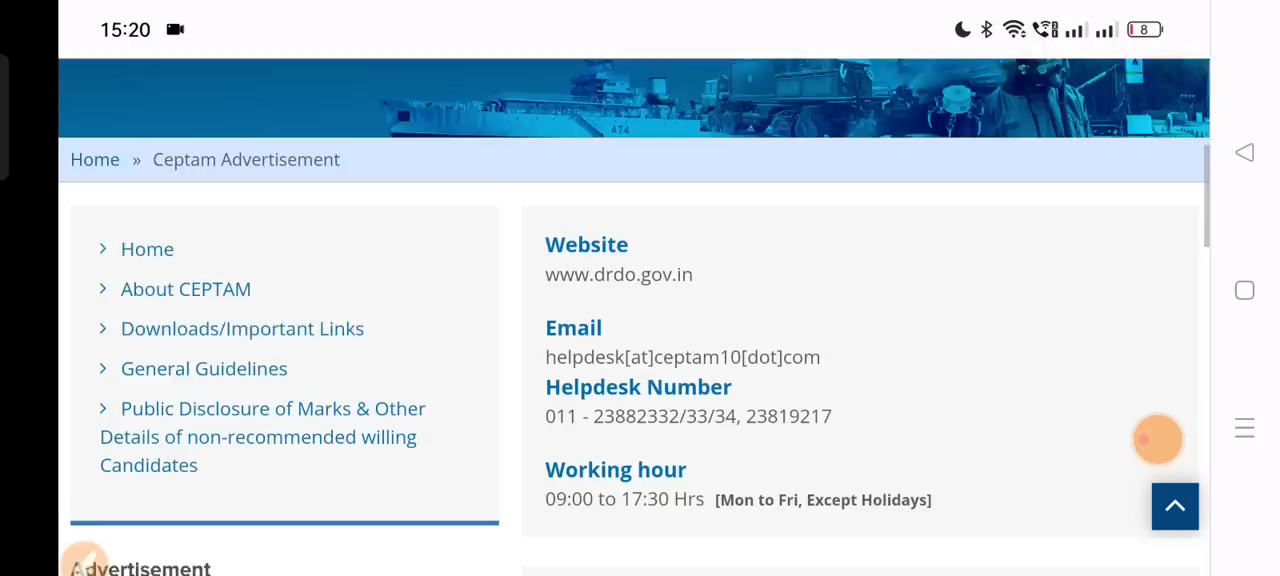 15:20
8
A74
Home » Ceptam Advertisement
Home
About CEPTAM
Downloads/Important Links
General Guidelines
Public Disclosure of Marks & Other
Details of non-recommended willing
Candidates
Advertisement
Website
www.drdo.gov.in
Email
helpdesk[at]ceptam10[dot]com
Helpdesk Number
011 - 23882332/33/34, 23819217
Working hour
09:00 to 17:30 Hrs [Mon to Fri, Except Holidays]